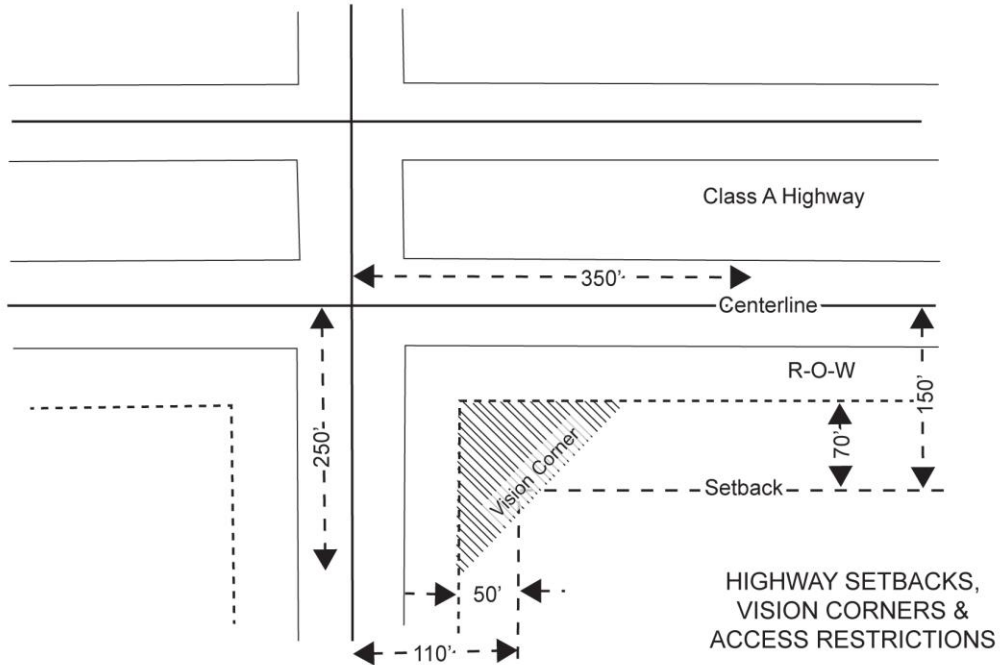 Class A Highway
350'
Centerline
R-O-W
150'
250'
70'
Vision Corner
Setback
50'
110'
HIGHWAY SETBACKS,
VISION CORNERS &
ACCESS RESTRICTIONS